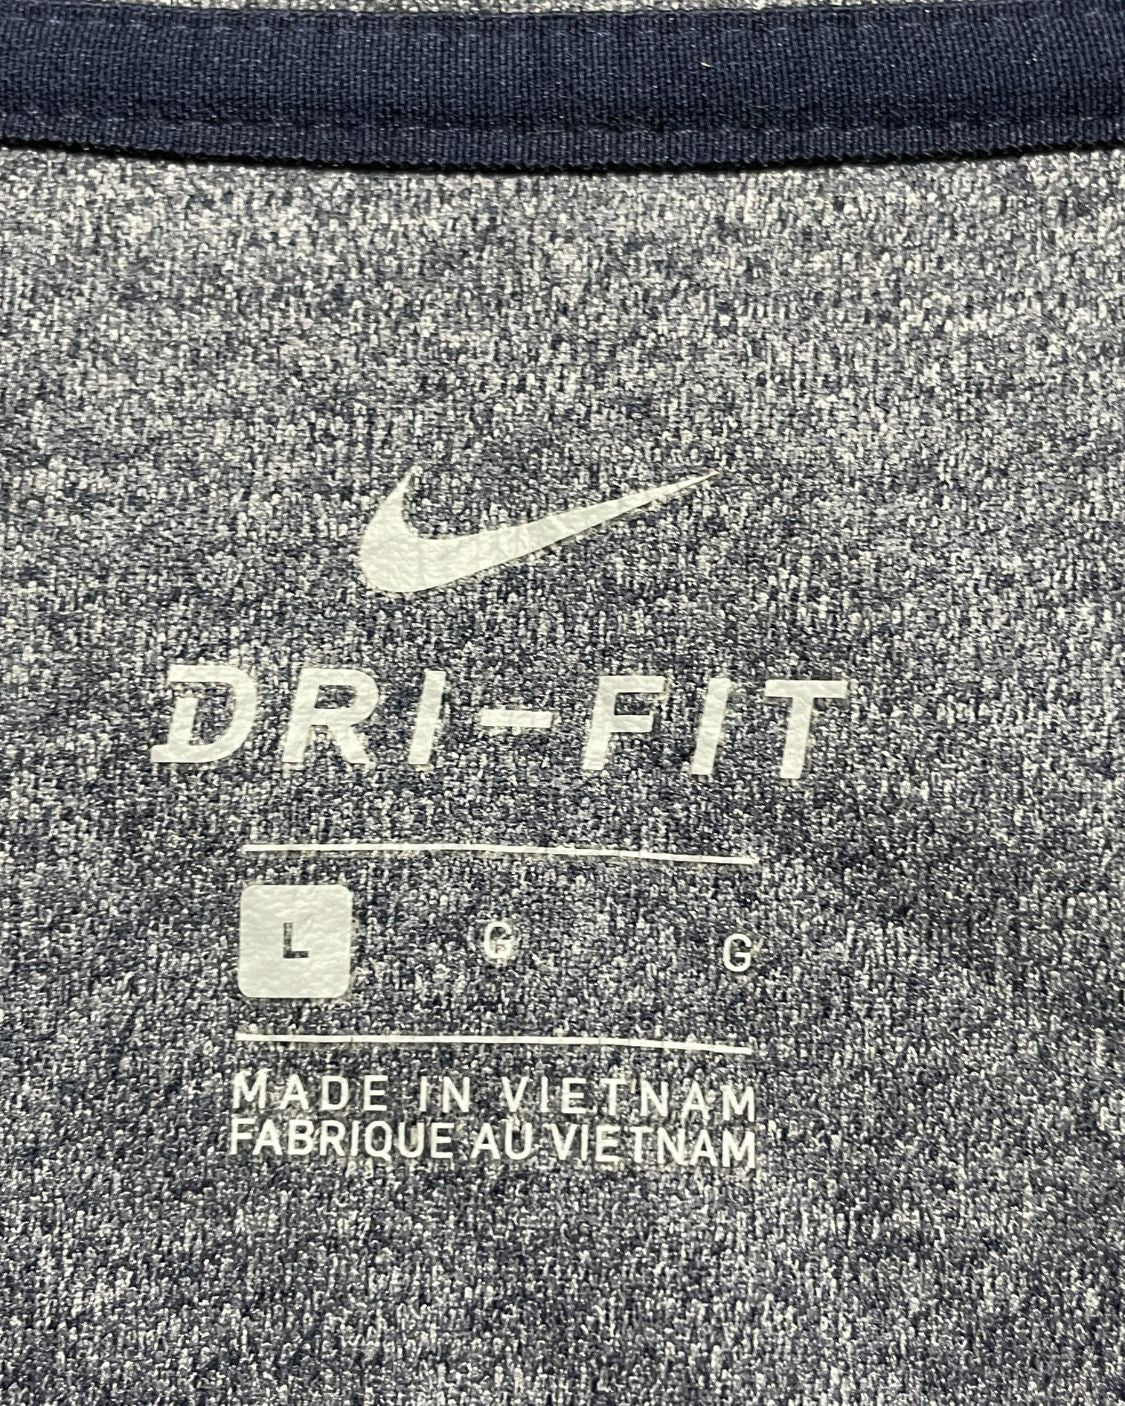 DRI-FIT
L G G
MADE IN VIETNAM
FABRIQUE AU VIETNAM